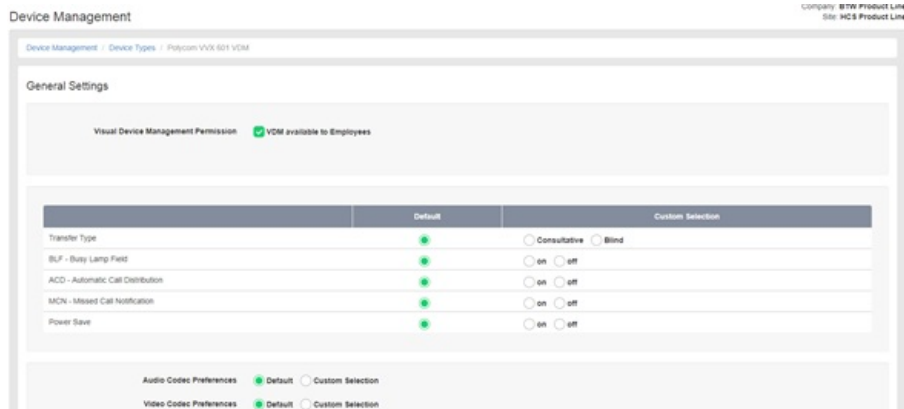 Company: BTW Product Line
Device Management
Site: HCS Product Line
Device Management / Device Types / Polycom VVX 601 VDM
General Settings
Visual Device Management Permission VDM available to Employees
Default Custom Selection
Transfer Type Consultative Blind
BLF - Busy Lamp Field on off
ACD - Automatic Call Distribution on off
MCN - Missed Call Notification on off
Power Save on off
Audio Codec Preferences Default Custom Selection
Video Codec Preferences Default Custom Selection